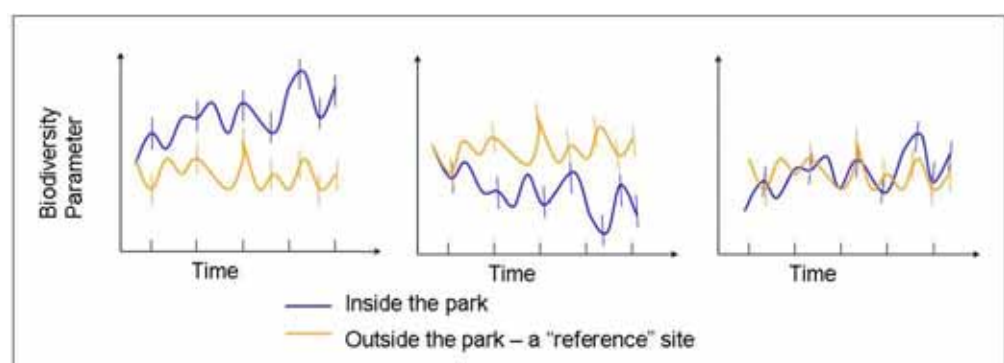 Biodiversity
Parameter
Time
Time
Time
Inside the park
Outside the park – a “reference” site